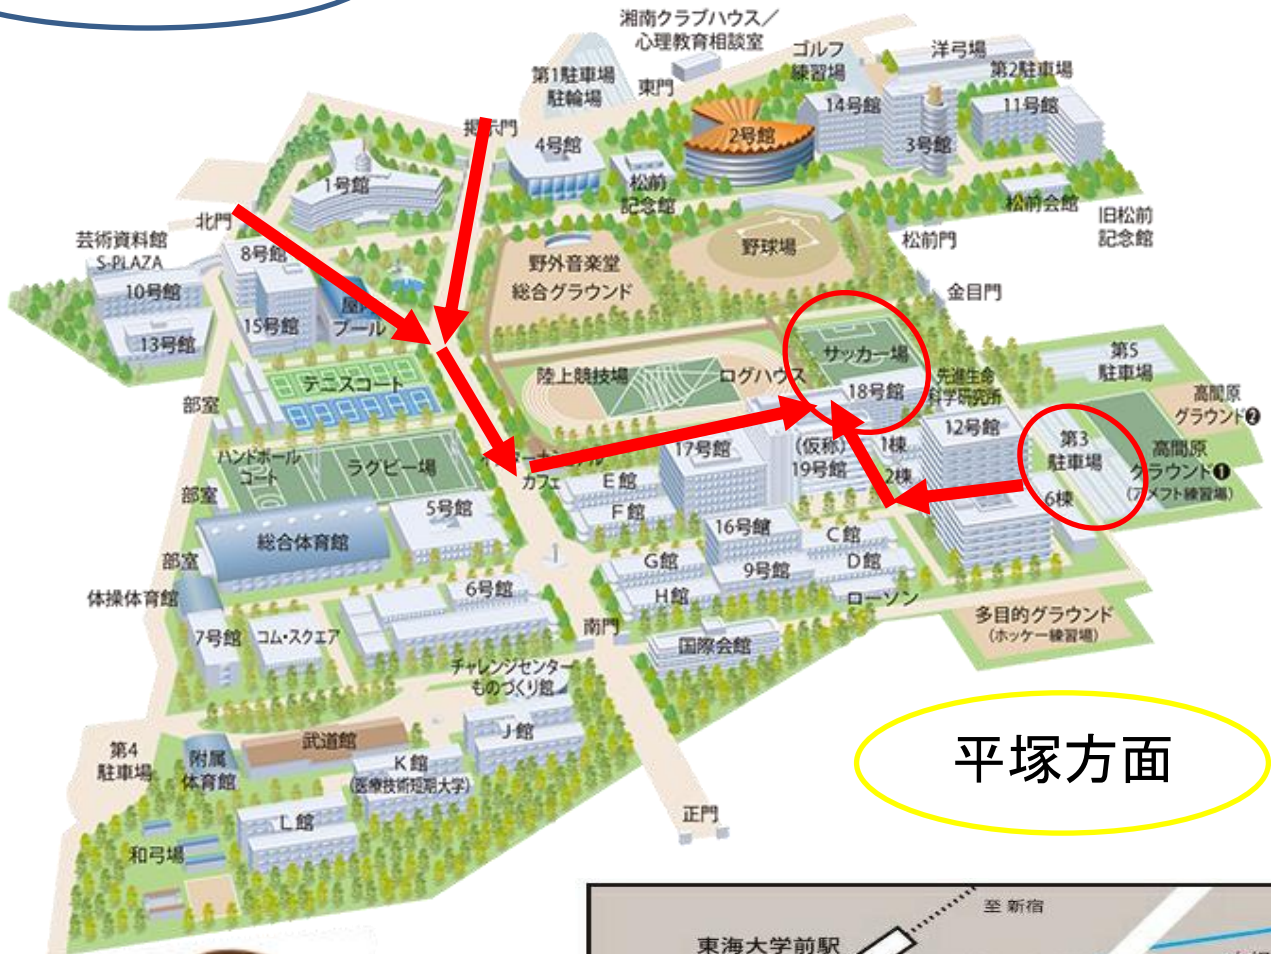 湘南クラブハウス／
心理教育相談室
第1駐車場
駐輪場
東門
ゴルフ
練習場
洋弓場
第2駐車場
14号館
11号館
掲示門
4号館
2号館
3号館
1号館
松前
記念館
松前会館
旧松前
記念館
北門
芸術資料館
S-PLAZA
8号館
野外音楽堂
総合グラウンド
野球場
松前門
10号館
金目門
15号館
屋内
プール
13号館
サッカー場
第5
駐車場
テニスコート
陸上競技場
ログハウス
先進生命
科学研究所
18号館
高間原
グラウンド❷
部室
12号館
第3
駐車場
高間原
グラウンド❶
(アメフト練習場)
ハンドボール
コート
ラグビー場
カフェ
17号館
(仮称)
19号館
1棟
2棟
6棟
部室
E館
F館
5号館
総合体育館
16号館
C館
部室
G館
9号館
D館
体操体育館
6号館
H館
ローソン
7号館
コム・スクエア
南門
国際会館
多目的グラウンド
(ホッケー練習場)
チャレンジセンター
ものづくり館
J館
武道館
第4
駐車場
附属
体育館
K館
(医療技術短期大学)
平塚方面
正門
L館
和弓場
至 新宿
東海大学前駅